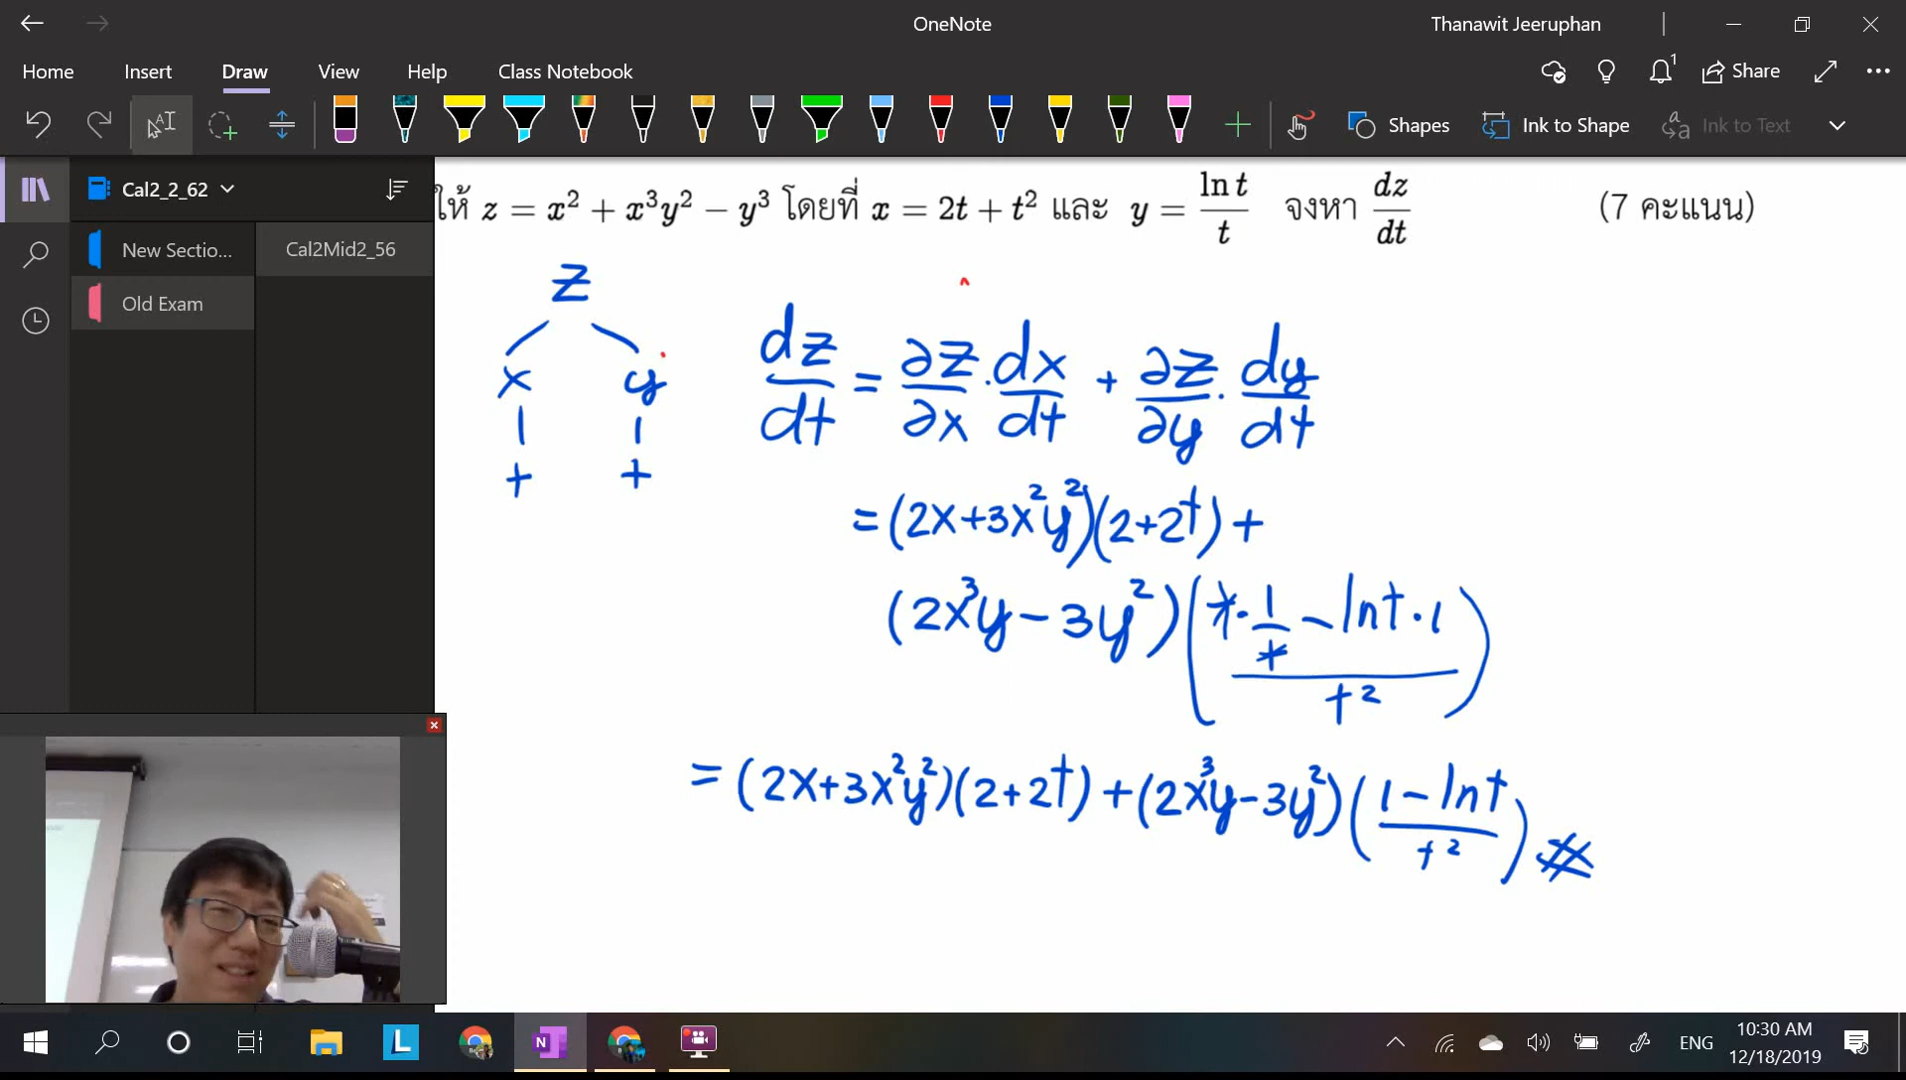 OneNote
Thanawit Jeeruphan
Home Insert Draw View Help Class Notebook
1
Share
Shapes Ink to Shape Ink to Text
Cal2_2_62
New Sectio...
Old Exam
Cal2Mid2_56
ให้ z = x² + x³y² − y³ โดยที่ x = 2t + t² และ y = ln t / t จงหา dz/dt (7 คะแนน)
z
x y
t t
dz/dt = ∂z/∂x · dx/dt + ∂z/∂y · dy/dt
= (2x+3x²y²)(2+2t) +
(2x³y − 3y²)((t · 1/t − ln t · 1)/t²)
= (2x+3x²y²)(2+2t) + (2x³y−3y²)((1 − ln t)/t²) #
L
N
ENG
10:30 AM
12/18/2019